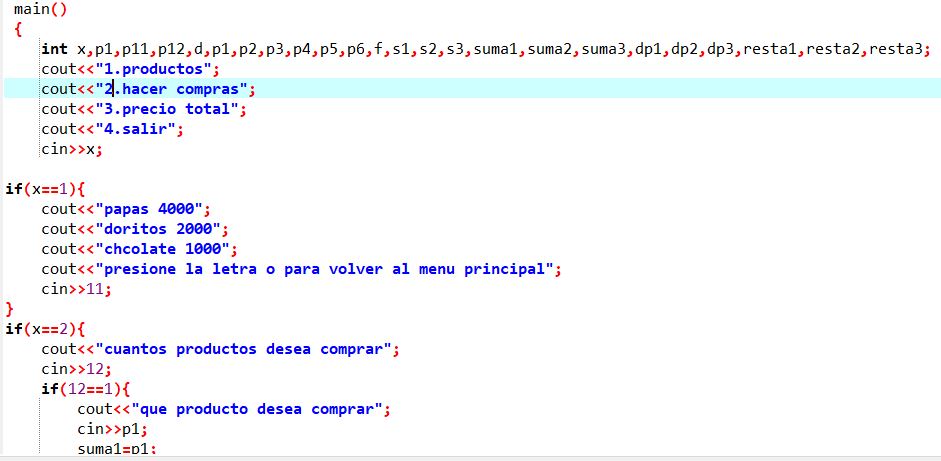 main()
{
int x,p1,p11,p12,d,p1,p2,p3,p4,p5,p6,f,s1,s2,s3,suma1,suma2,suma3,dp1,dp2,dp3,resta1,resta2,resta3;
cout<<"1.productos";
cout<<"2.hacer compras";
cout<<"3.precio total";
cout<<"4.salir";
cin>>x;
if(x==1){
cout<<"papas 4000";
cout<<"doritos 2000";
cout<<"chcolate 1000";
cout<<"presione la letra o para volver al menu principal";
cin>>11;
}
if(x==2){
cout<<"cuantos productos desea comprar";
cin>>12;
if(12==1){
cout<<"que producto desea comprar";
cin>>p1;
suma1=p1;